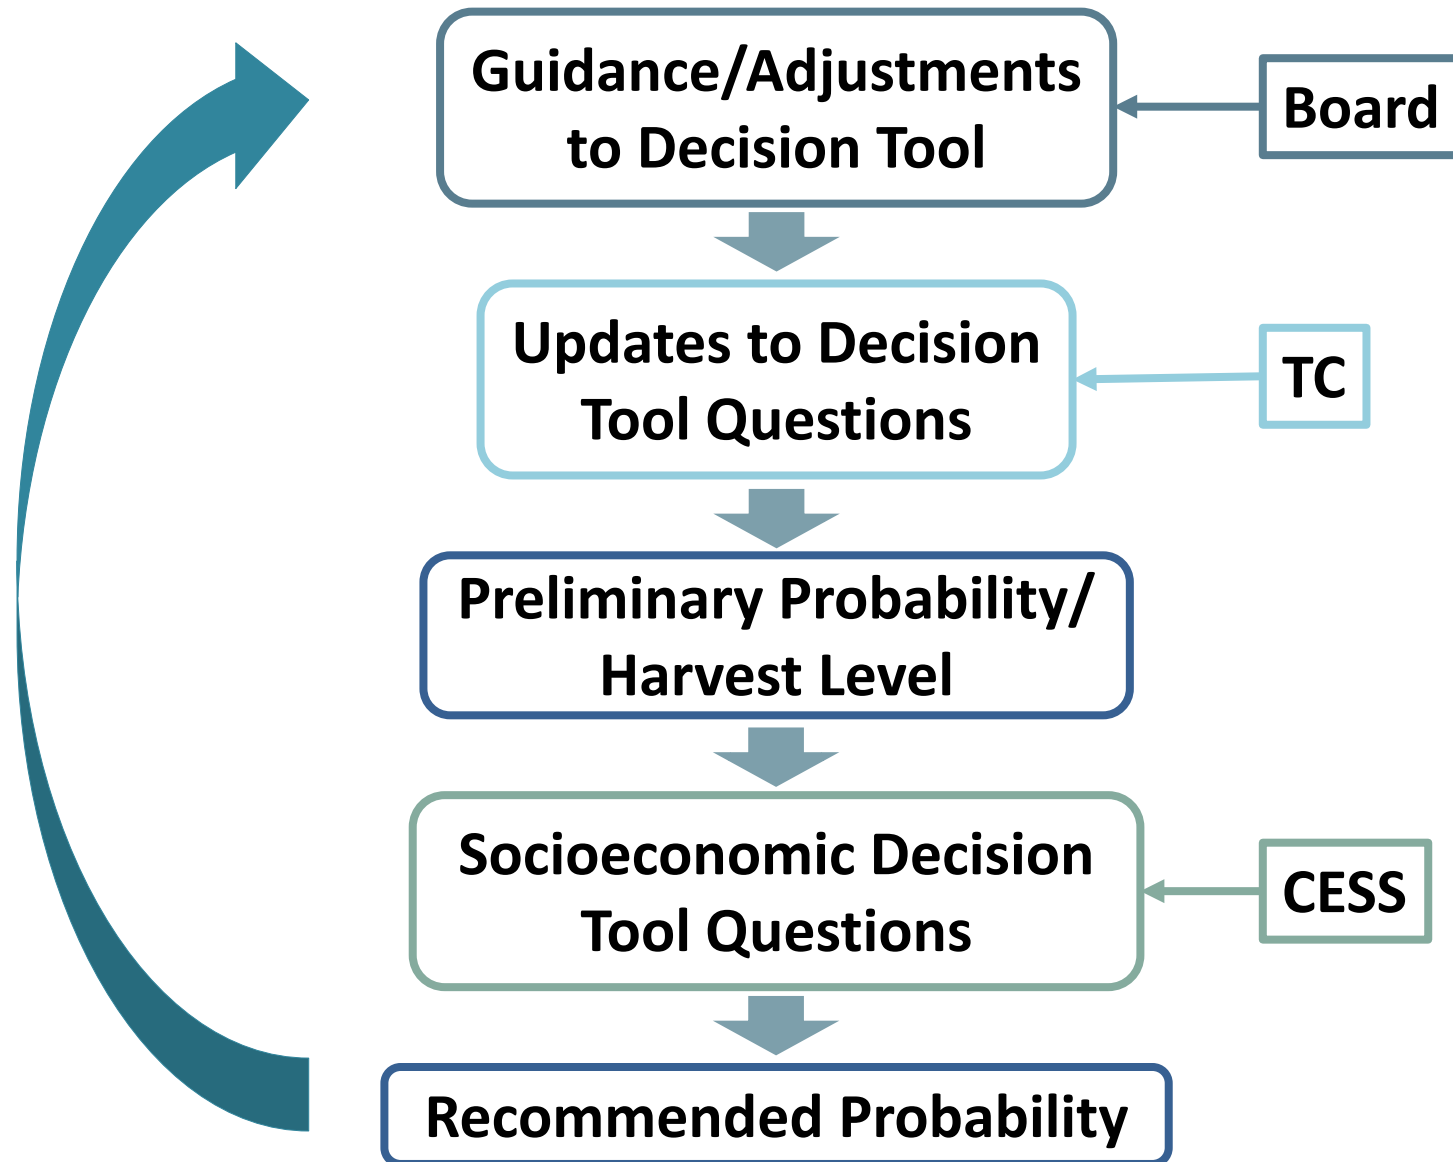 Guidance/Adjustments
to Decision Tool
Board
Updates to Decision
Tool Questions
TC
Preliminary Probability/
Harvest Level
Socioeconomic Decision
Tool Questions
CESS
Recommended Probability